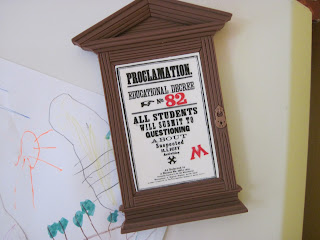 PROCLAMATION.
EDUCATIONAL DECREE
☞ No. 82
ALL STUDENTS
WILL SUBMIT TO
QUESTIONING
ABOUT
Suspected
M